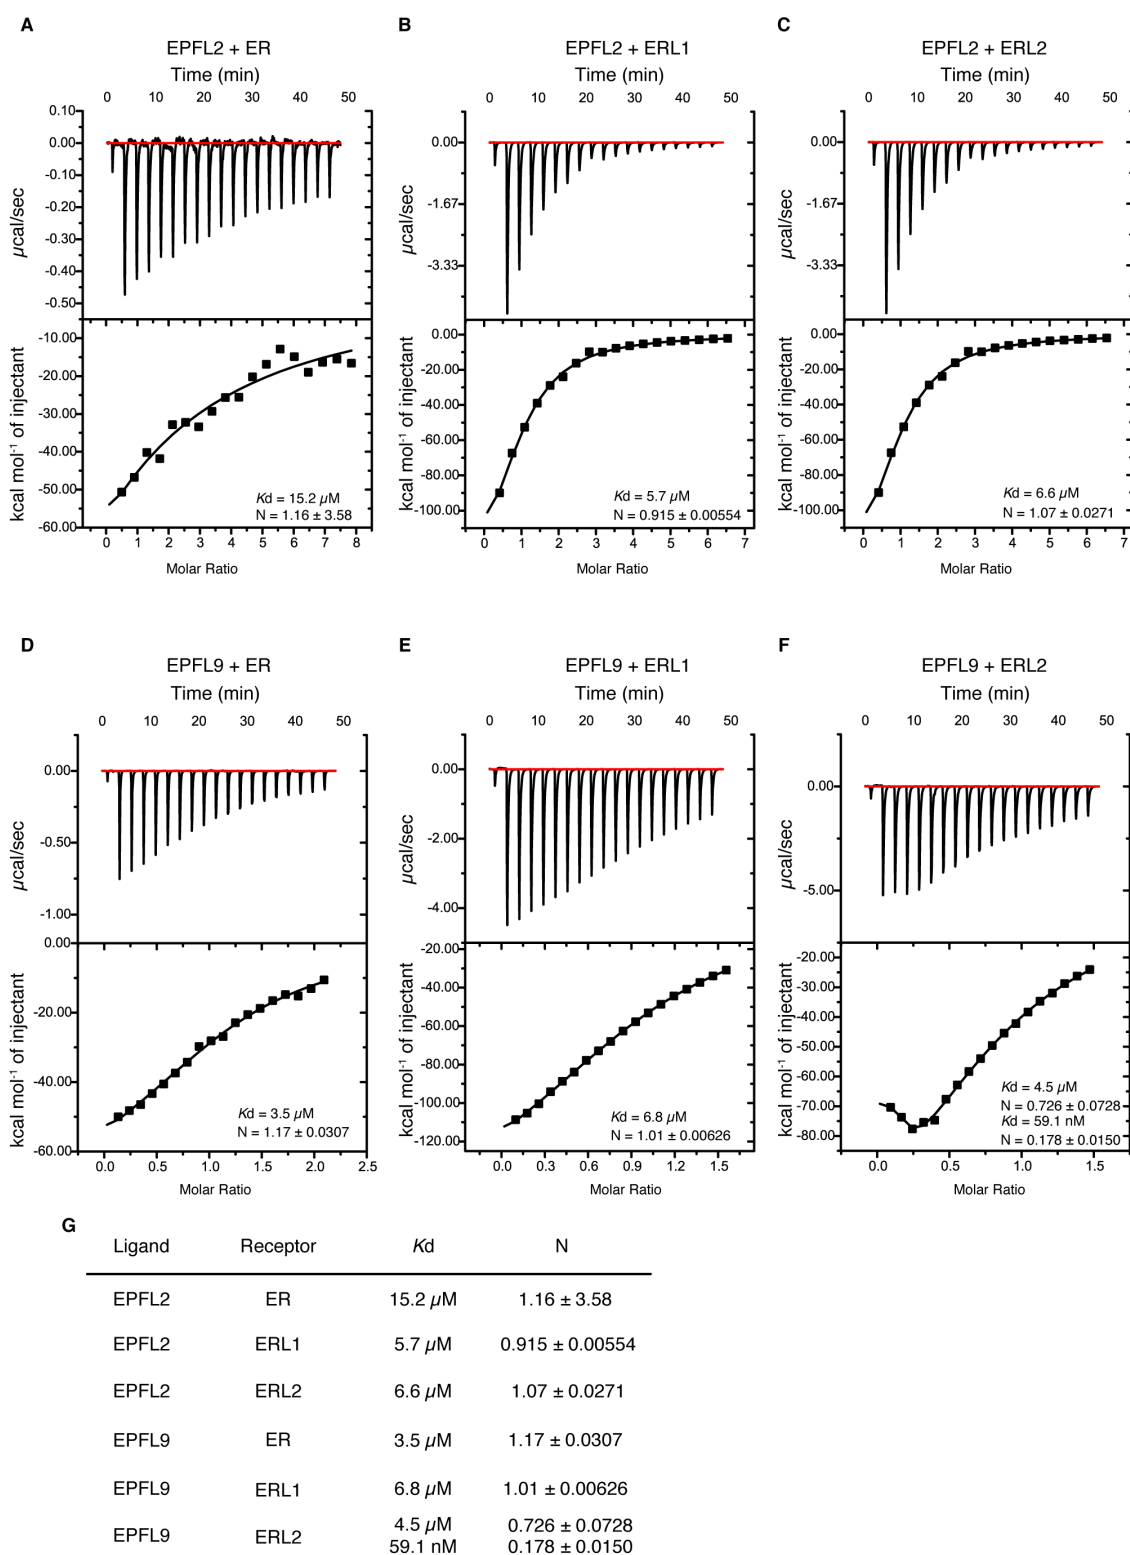 A
EPFL2 + ER
Time (min)
0 10 20 30 40 50
0.10
0.00
-0.10
-0.20
-0.30
-0.40
-0.50
µcal/sec
-10.00
-20.00
-30.00
-40.00
-50.00
-60.00
kcal mol⁻¹ of injectant
Kd = 15.2 µM
N = 1.16 ± 3.58
0 1 2 3 4 5 6 7 8
Molar Ratio
B
EPFL2 + ERL1
Time (min)
0 10 20 30 40 50
0.00
-1.67
-3.33
µcal/sec
0.00
-20.00
-40.00
-60.00
-80.00
-100.00
kcal mol⁻¹ of injectant
Kd = 5.7 µM
N = 0.915 ± 0.00554
0 1 2 3 4 5 6 7
Molar Ratio
C
EPFL2 + ERL2
Time (min)
0 10 20 30 40 50
0.00
-1.67
-3.33
µcal/sec
0.00
-20.00
-40.00
-60.00
-80.00
-100.00
kcal mol⁻¹ of injectant
Kd = 6.6 µM
N = 1.07 ± 0.0271
0 1 2 3 4 5 6 7
Molar Ratio
D
EPFL9 + ER
Time (min)
0 10 20 30 40 50
0.00
-0.50
-1.00
µcal/sec
0.00
-20.00
-40.00
-60.00
kcal mol⁻¹ of injectant
Kd = 3.5 µM
N = 1.17 ± 0.0307
0.0 0.5 1.0 1.5 2.0 2.5
Molar Ratio
E
EPFL9 + ERL1
Time (min)
0 10 20 30 40 50
0.00
-2.00
-4.00
µcal/sec
-20.00
-40.00
-60.00
-80.00
-100.00
-120.00
kcal mol⁻¹ of injectant
Kd = 6.8 µM
N = 1.01 ± 0.00626
0.0 0.3 0.6 0.9 1.2 1.5
Molar Ratio
F
EPFL9 + ERL2
Time (min)
0 10 20 30 40 50
0.00
-5.00
µcal/sec
-20.00
-30.00
-40.00
-50.00
-60.00
-70.00
-80.00
kcal mol⁻¹ of injectant
Kd = 4.5 µM
N = 0.726 ± 0.0728
Kd = 59.1 nM
N = 0.178 ± 0.0150
0.0 0.5 1.0 1.5
Molar Ratio
G
Ligand Receptor Kd N
EPFL2 ER 15.2 µM 1.16 ± 3.58
EPFL2 ERL1 5.7 µM 0.915 ± 0.00554
EPFL2 ERL2 6.6 µM 1.07 ± 0.0271
EPFL9 ER 3.5 µM 1.17 ± 0.0307
EPFL9 ERL1 6.8 µM 1.01 ± 0.00626
EPFL9 ERL2 4.5 µM 0.726 ± 0.0728
59.1 nM 0.178 ± 0.0150